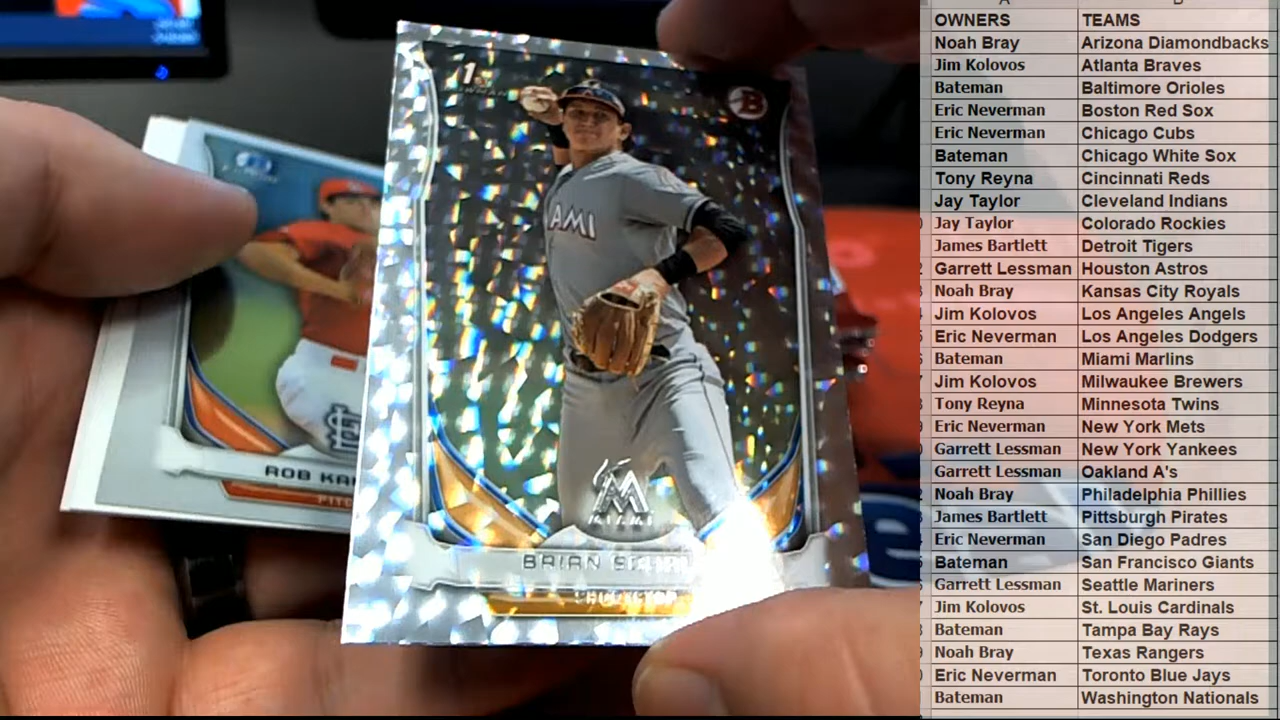 OWNERS TEAMS
Noah Bray Arizona Diamondbacks
Jim Kolovos Atlanta Braves
Bateman Baltimore Orioles
Eric Neverman Boston Red Sox
Eric Neverman Chicago Cubs
Bateman Chicago White Sox
Tony Reyna Cincinnati Reds
Jay Taylor Cleveland Indians
Jay Taylor Colorado Rockies
James Bartlett Detroit Tigers
Garrett Lessman Houston Astros
Noah Bray Kansas City Royals
Jim Kolovos Los Angeles Angels
Eric Neverman Los Angeles Dodgers
Bateman Miami Marlins
Jim Kolovos Milwaukee Brewers
Tony Reyna Minnesota Twins
Eric Neverman New York Mets
Garrett Lessman New York Yankees
Garrett Lessman Oakland A's
Noah Bray Philadelphia Phillies
James Bartlett Pittsburgh Pirates
Eric Neverman San Diego Padres
Bateman San Francisco Giants
Garrett Lessman Seattle Mariners
Jim Kolovos St. Louis Cardinals
Bateman Tampa Bay Rays
Noah Bray Texas Rangers
Eric Neverman Toronto Blue Jays
Bateman Washington Nationals
1
B
AMI
MIAMI
BRIAN
ROB